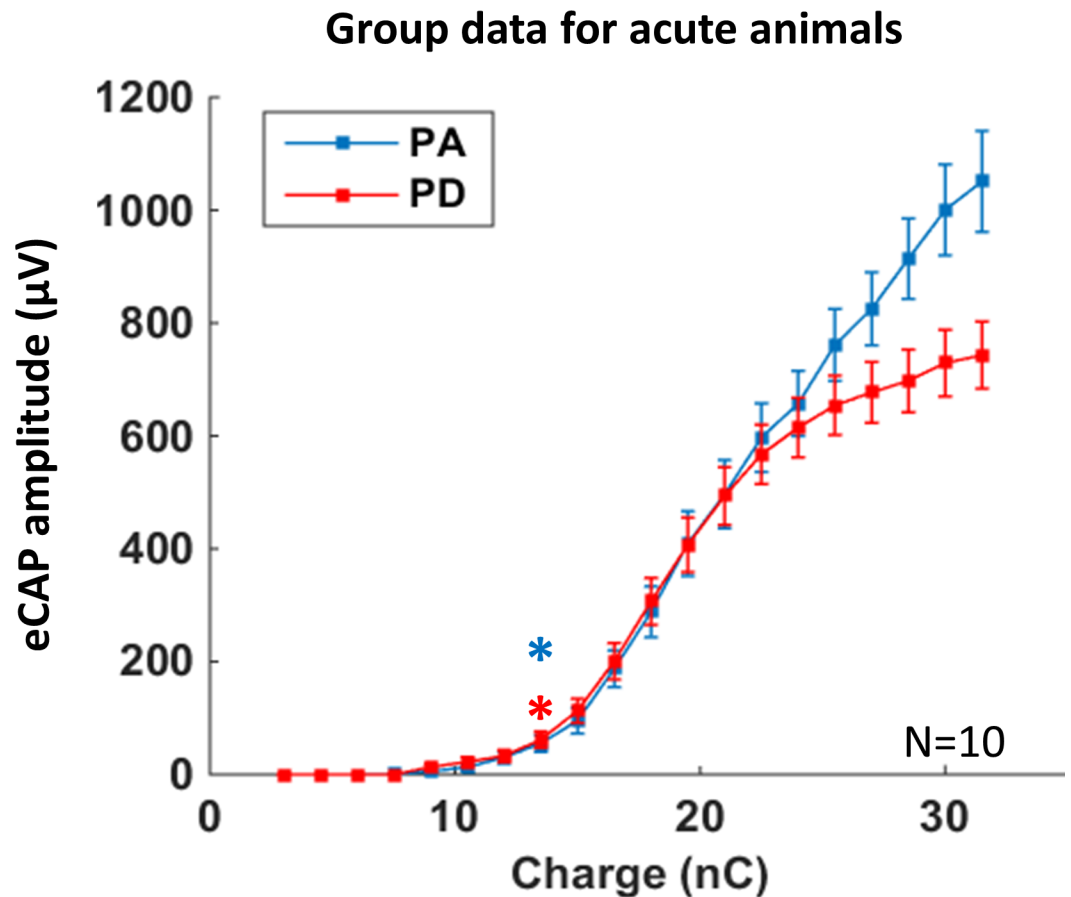 Group data for acute animals
1200
1000
800
600
400
200
0
eCAP amplitude (µV)
PA
PD
*
*
N=10
0
10
20
30
Charge (nC)